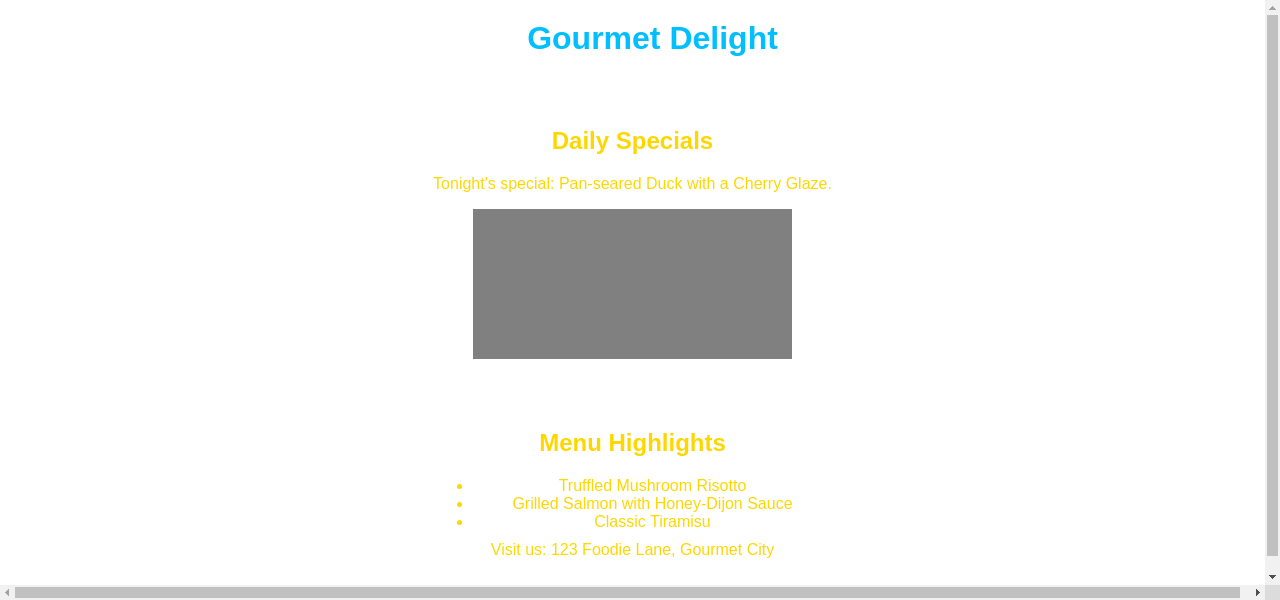 Gourmet Delight
Daily Specials
Tonight's special: Pan-seared Duck with a Cherry Glaze.
Menu Highlights
Truffled Mushroom Risotto
Grilled Salmon with Honey-Dijon Sauce
Classic Tiramisu
Visit us: 123 Foodie Lane, Gourmet City